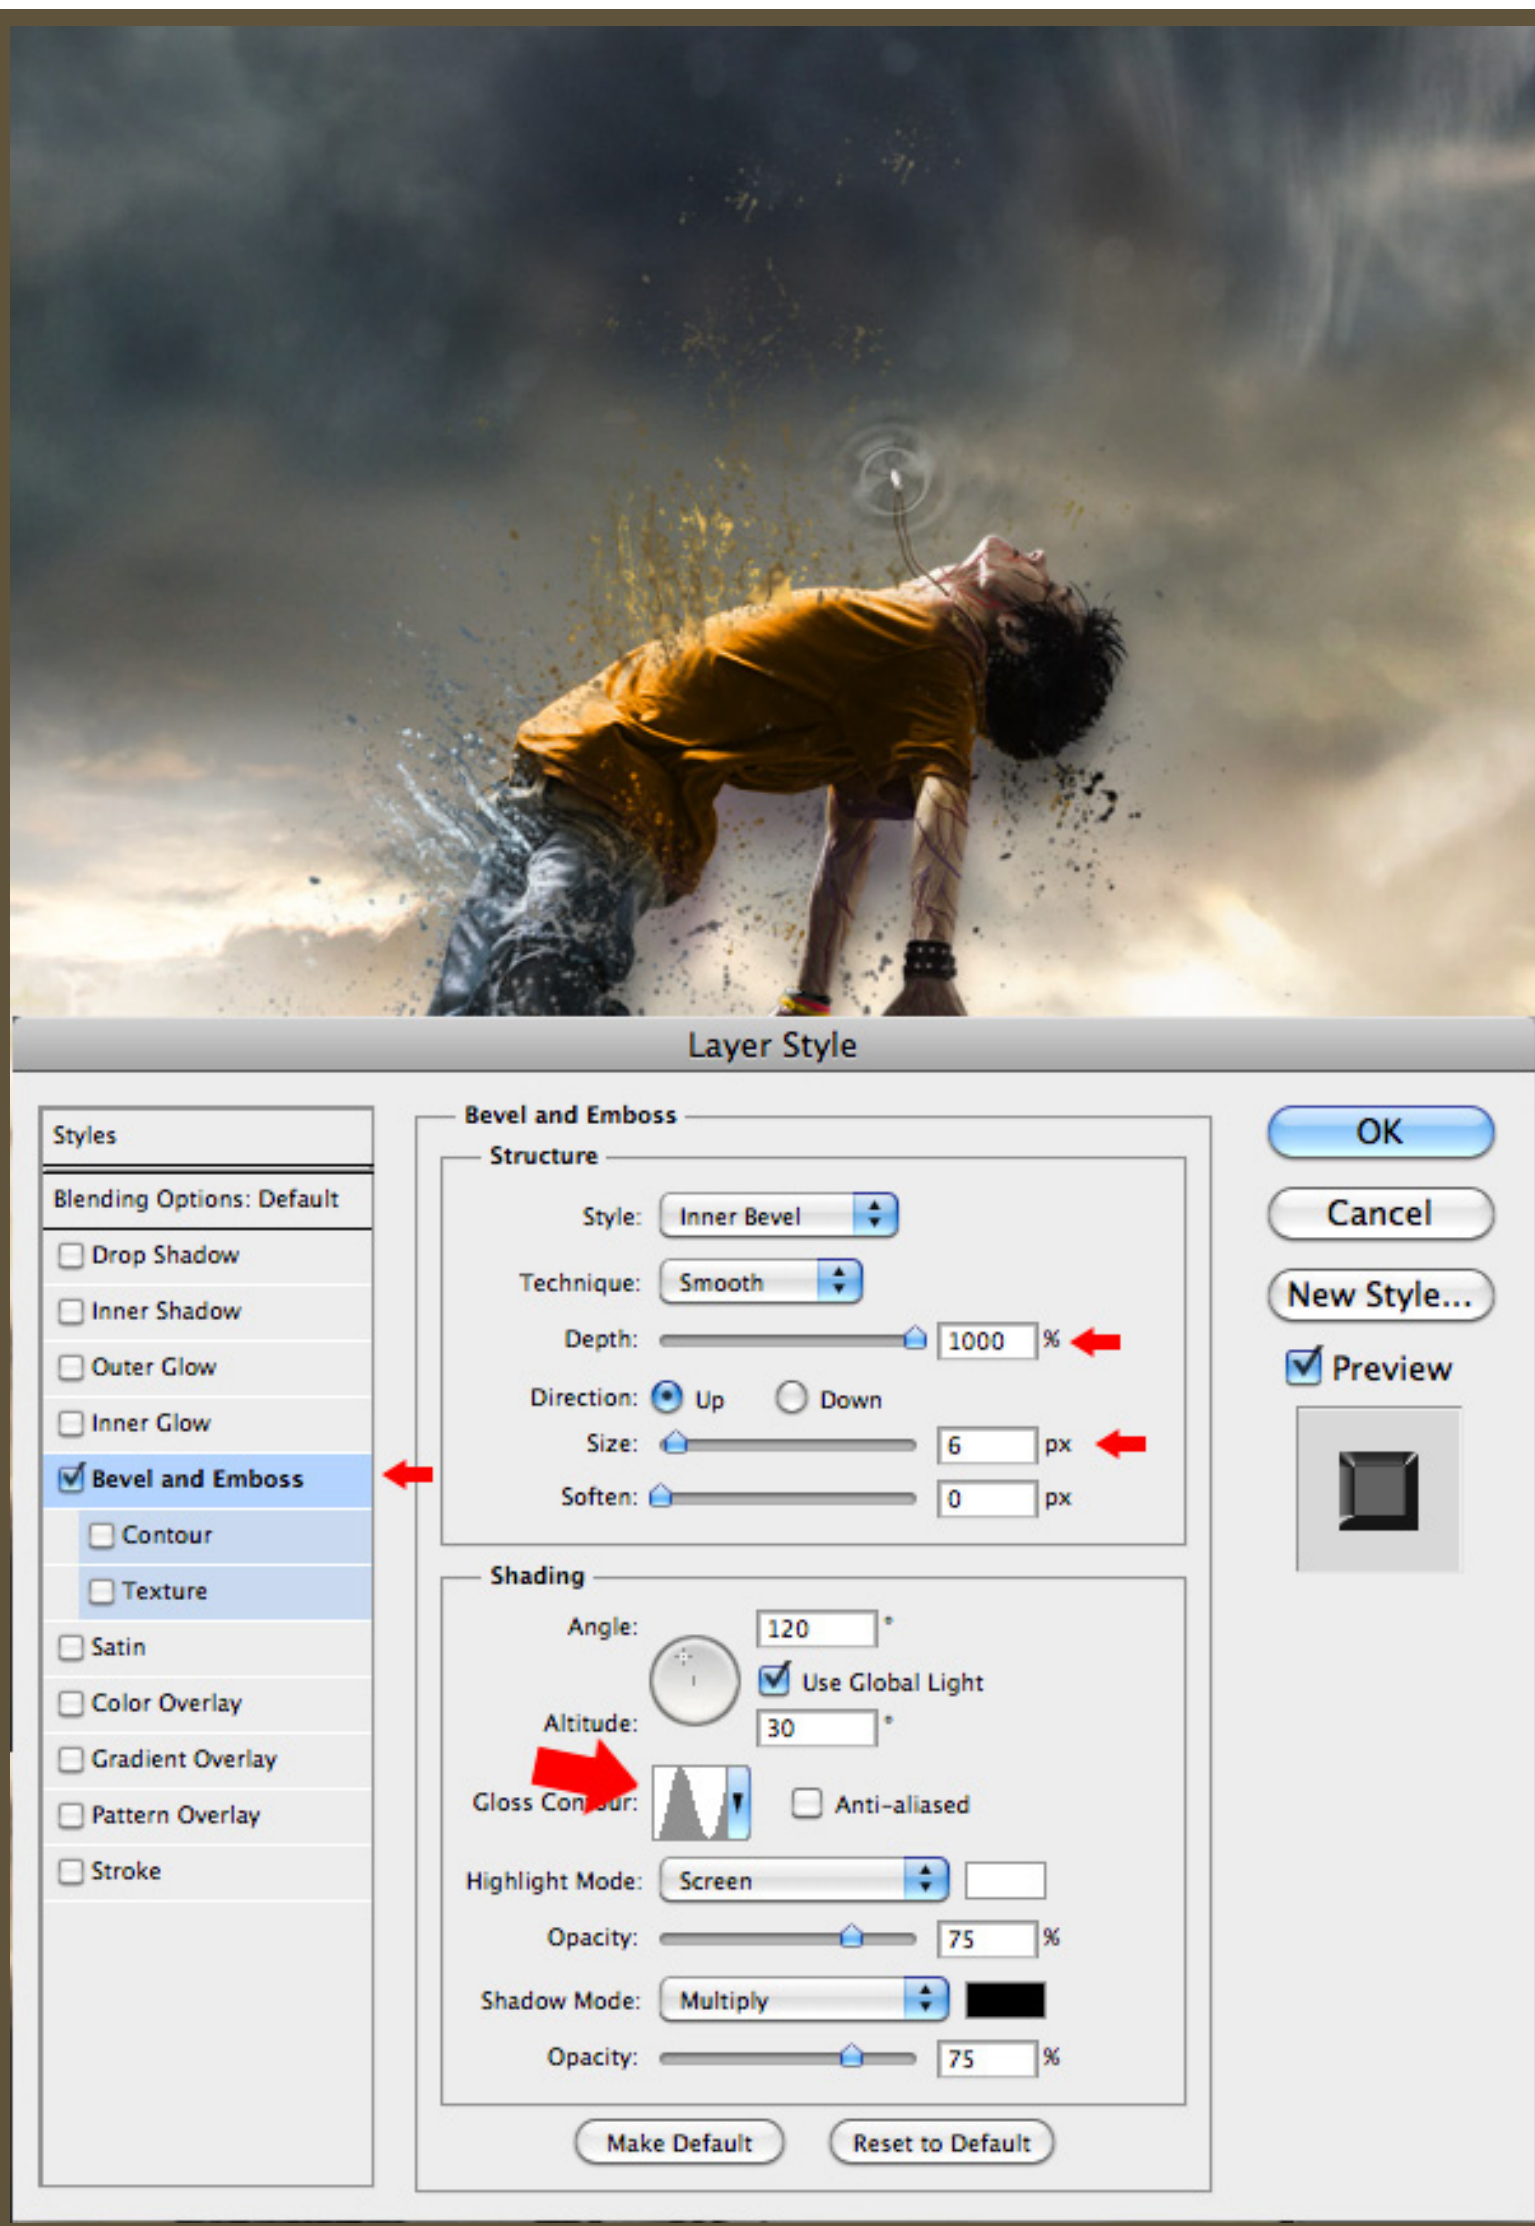 Layer Style
Styles
Blending Options: Default
Drop Shadow
Inner Shadow
Outer Glow
Inner Glow
Bevel and Emboss
Contour
Texture
Satin
Color Overlay
Gradient Overlay
Pattern Overlay
Stroke
Bevel and Emboss
Structure
Style: Inner Bevel
Technique: Smooth
Depth: 1000 %
Direction: Up Down
Size: 6 px
Soften: 0 px
Shading
Angle: 120 °
Use Global Light
Altitude: 30 °
Gloss Contour: Anti-aliased
Highlight Mode: Screen
Opacity: 75 %
Shadow Mode: Multiply
Opacity: 75 %
Make Default Reset to Default
OK
Cancel
New Style...
Preview